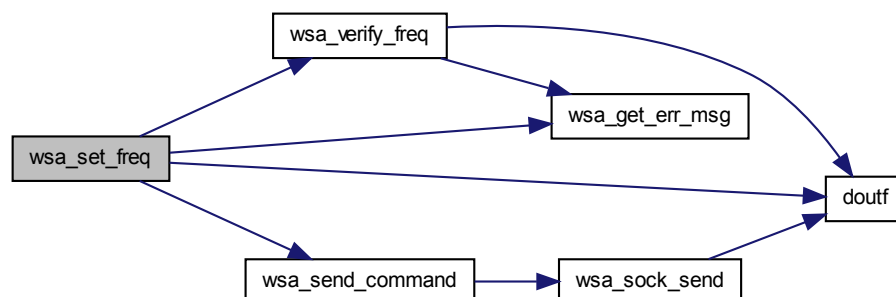 wsa_verify_freq
wsa_get_err_msg
wsa_set_freq
doutf
wsa_send_command
wsa_sock_send